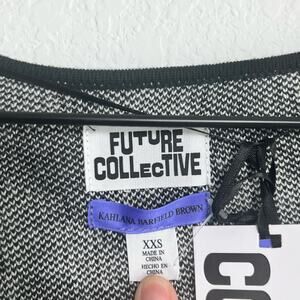 FUTURE
COLLECTIVE
KAHLANA BARFIELD BROWN
XXS
MADE IN
CHINA
HECHO EN
CHINA
CO